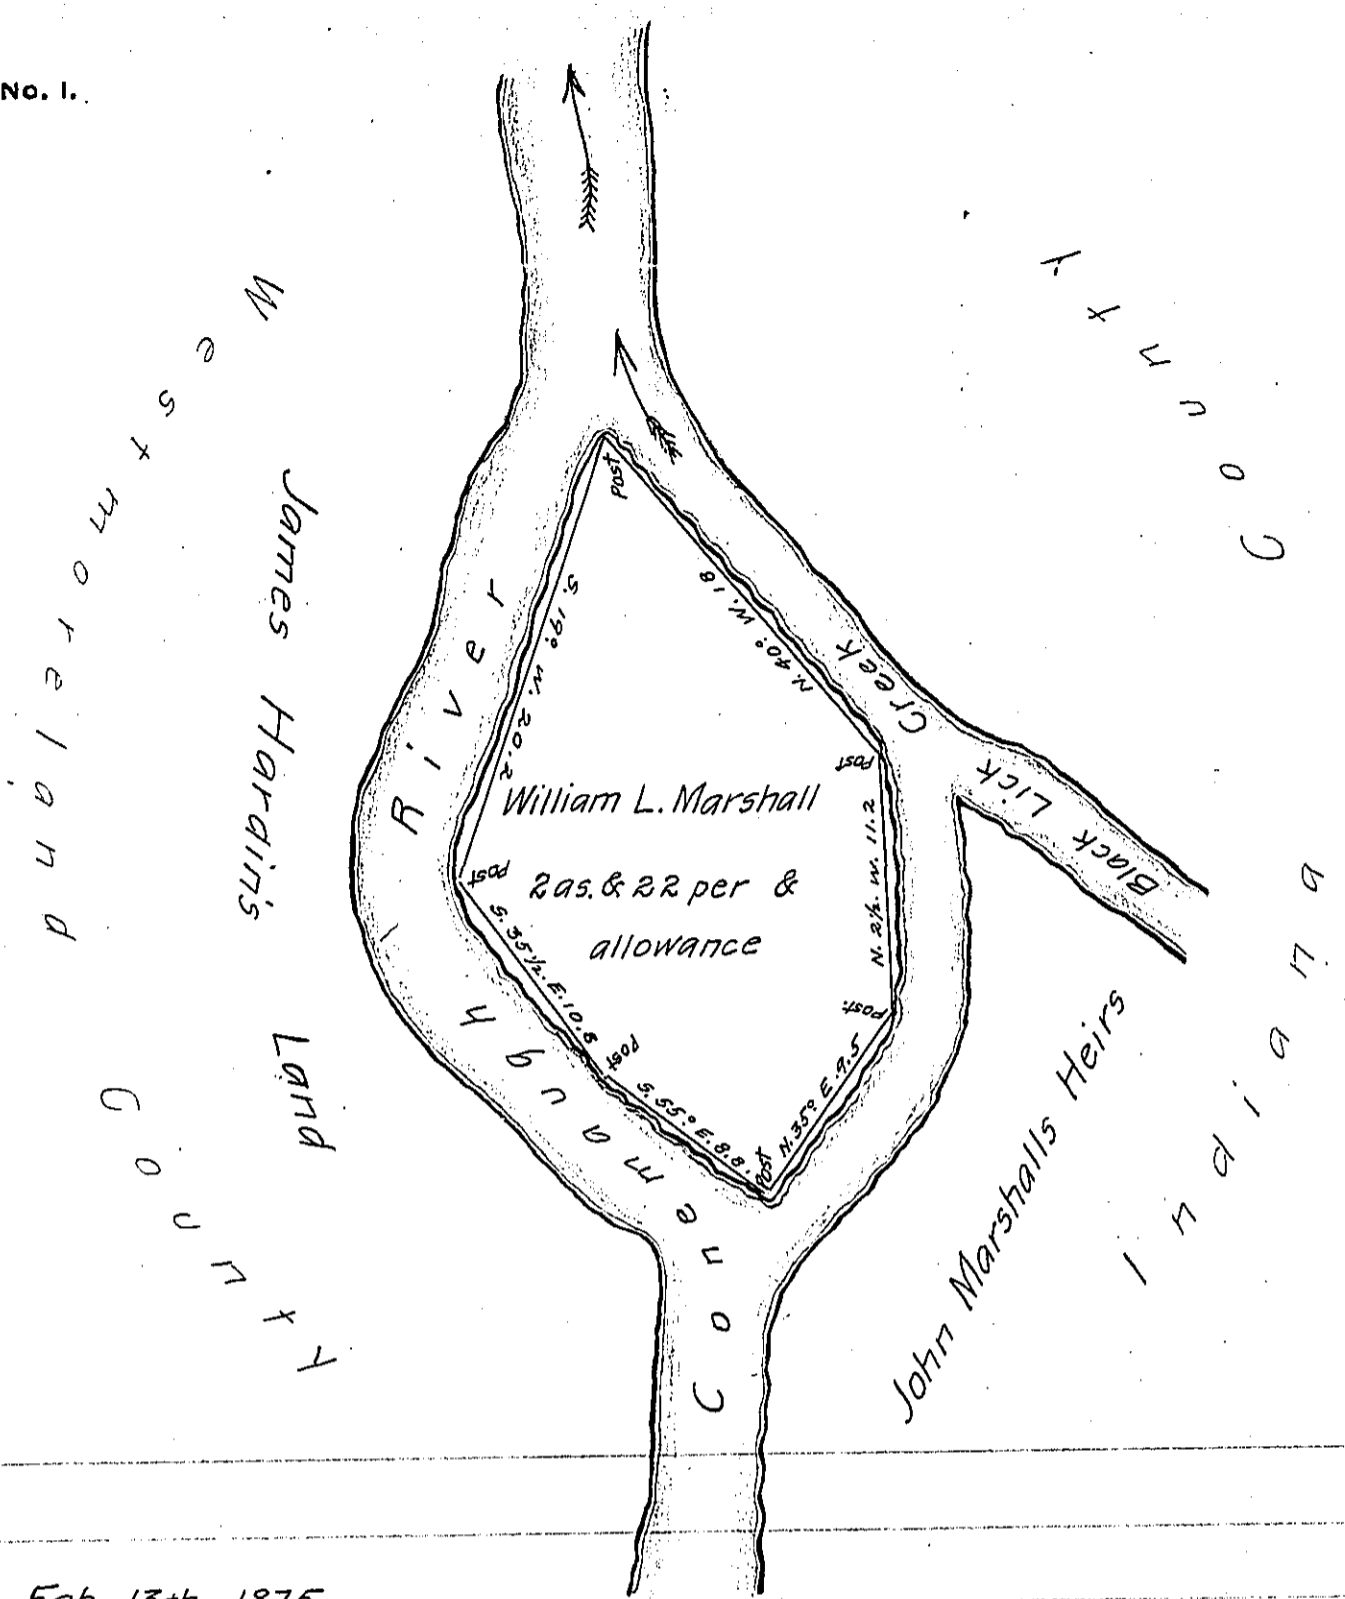 No. 1.
Westmoreland County
James Hardin's Land
Conemaugh River
Black Lick Creek
Indiana County
John Marshalls Heirs
Post
N. 40° W. 18
Post
N. 2½. W. 11.2
Post.
N. 35° E. 9.5
Post
S. 55° E. 8.8.
Post
S. 35½. E. 10.8
Post
S. 19° W. 20.2
William L. Marshall
2as. & 22 per &
allowance
Feb 13th 1875